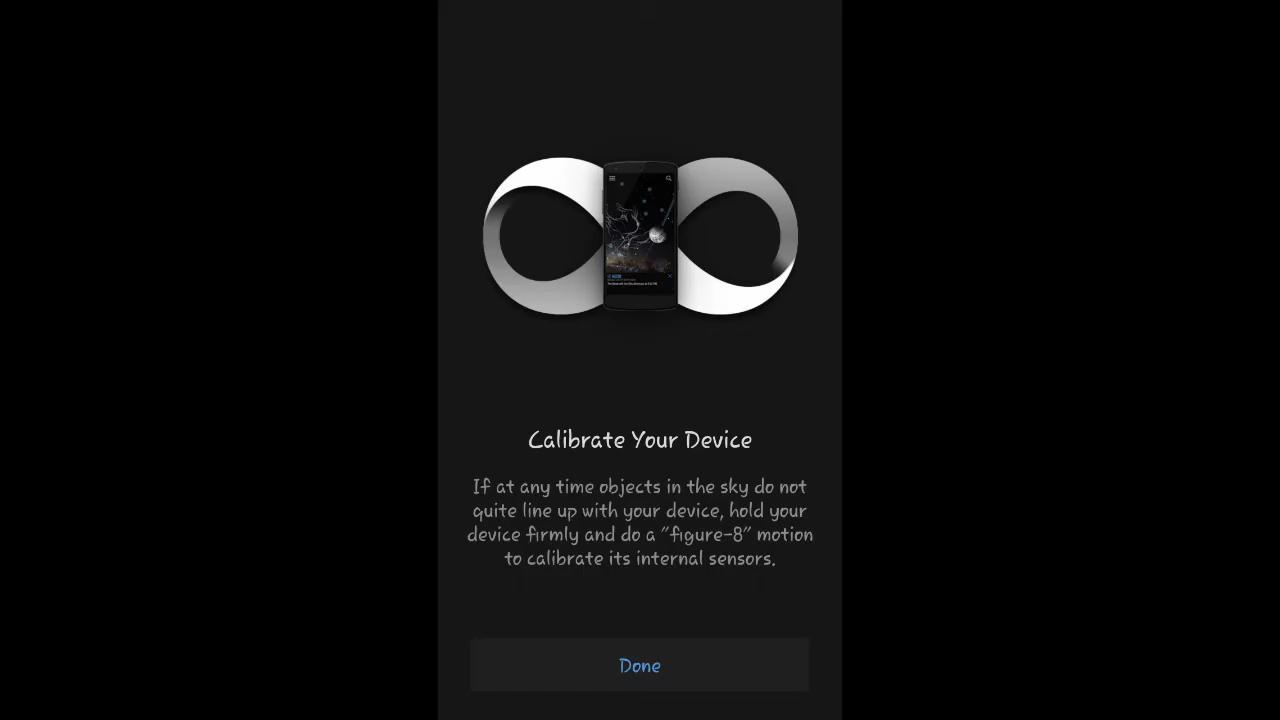 Calibrate Your Device
If at any time objects in the sky do not
quite line up with your device, hold your
device firmly and do a "figure-8" motion
to calibrate its internal sensors.
Done